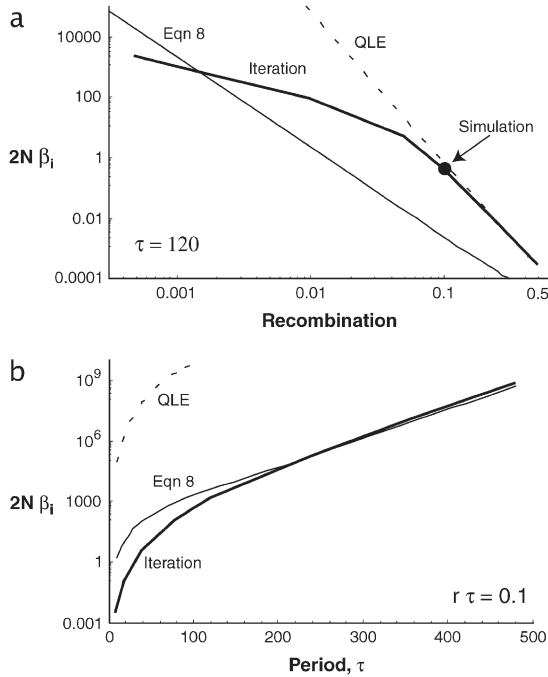 a
10000
100
1
0.01
0.0001
2N βi
Eqn 8
QLE
Iteration
Simulation
τ = 120
0.001
0.01
0.1
0.5
Recombination
b
10⁹
10⁶
1000
1
0.001
2N βi
QLE
Eqn 8
Iteration
r τ = 0.1
0
100
200
300
400
500
Period, τ